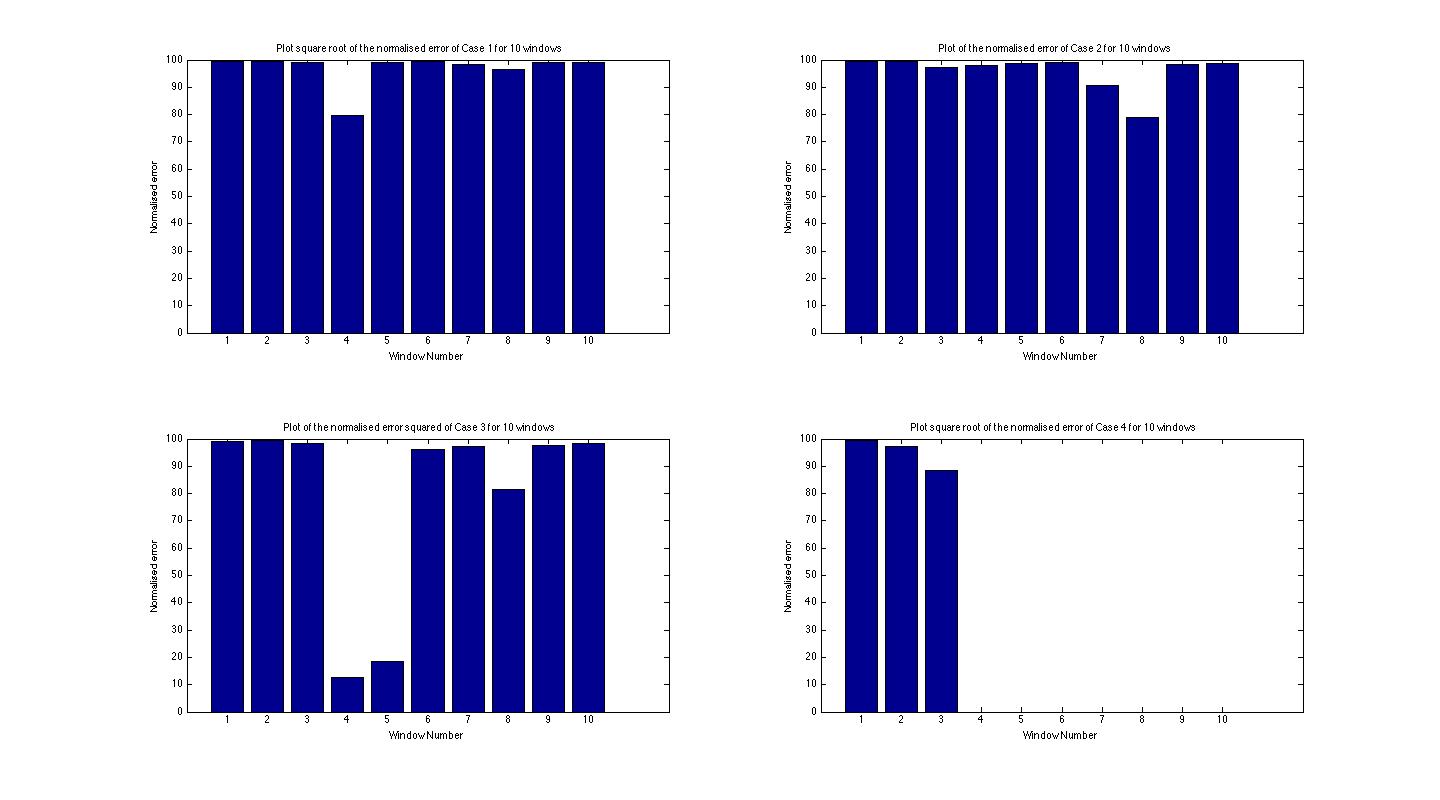 Plot square root of the normalised error of Case 1 for 10 windows
100
90
80
70
60
50
40
30
20
10
0
Normalised error
1 2 3 4 5 6 7 8 9 10
Window Number
Plot of the normalised error of Case 2 for 10 windows
100
90
80
70
60
50
40
30
20
10
0
Normalised error
1 2 3 4 5 6 7 8 9 10
Window Number
Plot of the normalised error squared of Case 3 for 10 windows
100
90
80
70
60
50
40
30
20
10
0
Normalised error
1 2 3 4 5 6 7 8 9 10
Window Number
Plot square root of the normalised error of Case 4 for 10 windows
100
90
80
70
60
50
40
30
20
10
0
Normalised error
1 2 3 4 5 6 7 8 9 10
Window Number